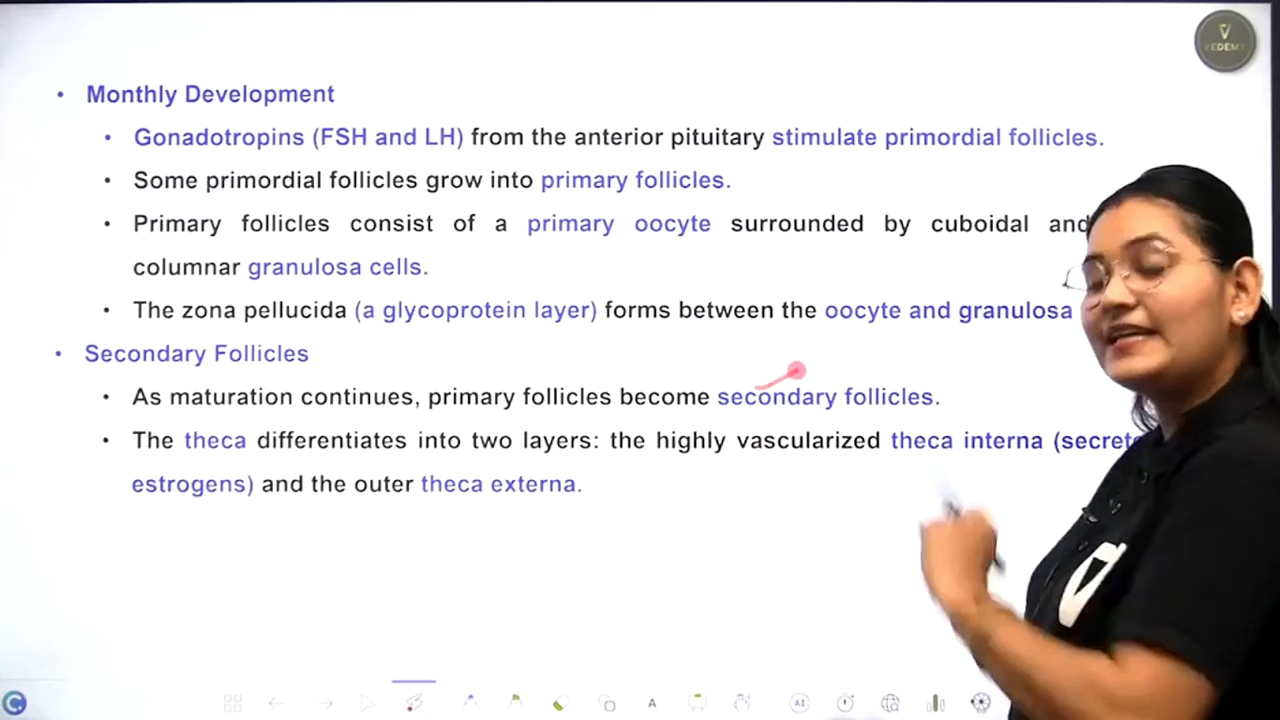 VEDEMY
• Monthly Development
• Gonadotropins (FSH and LH) from the anterior pituitary stimulate primordial follicles.
• Some primordial follicles grow into primary follicles.
• Primary follicles consist of a primary oocyte surrounded by cuboidal and
columnar granulosa cells.
• The zona pellucida (a glycoprotein layer) forms between the oocyte and granulosa
• Secondary Follicles
• As maturation continues, primary follicles become secondary follicles.
• The theca differentiates into two layers: the highly vascularized theca interna
estrogens) and the outer theca externa.
A
AI